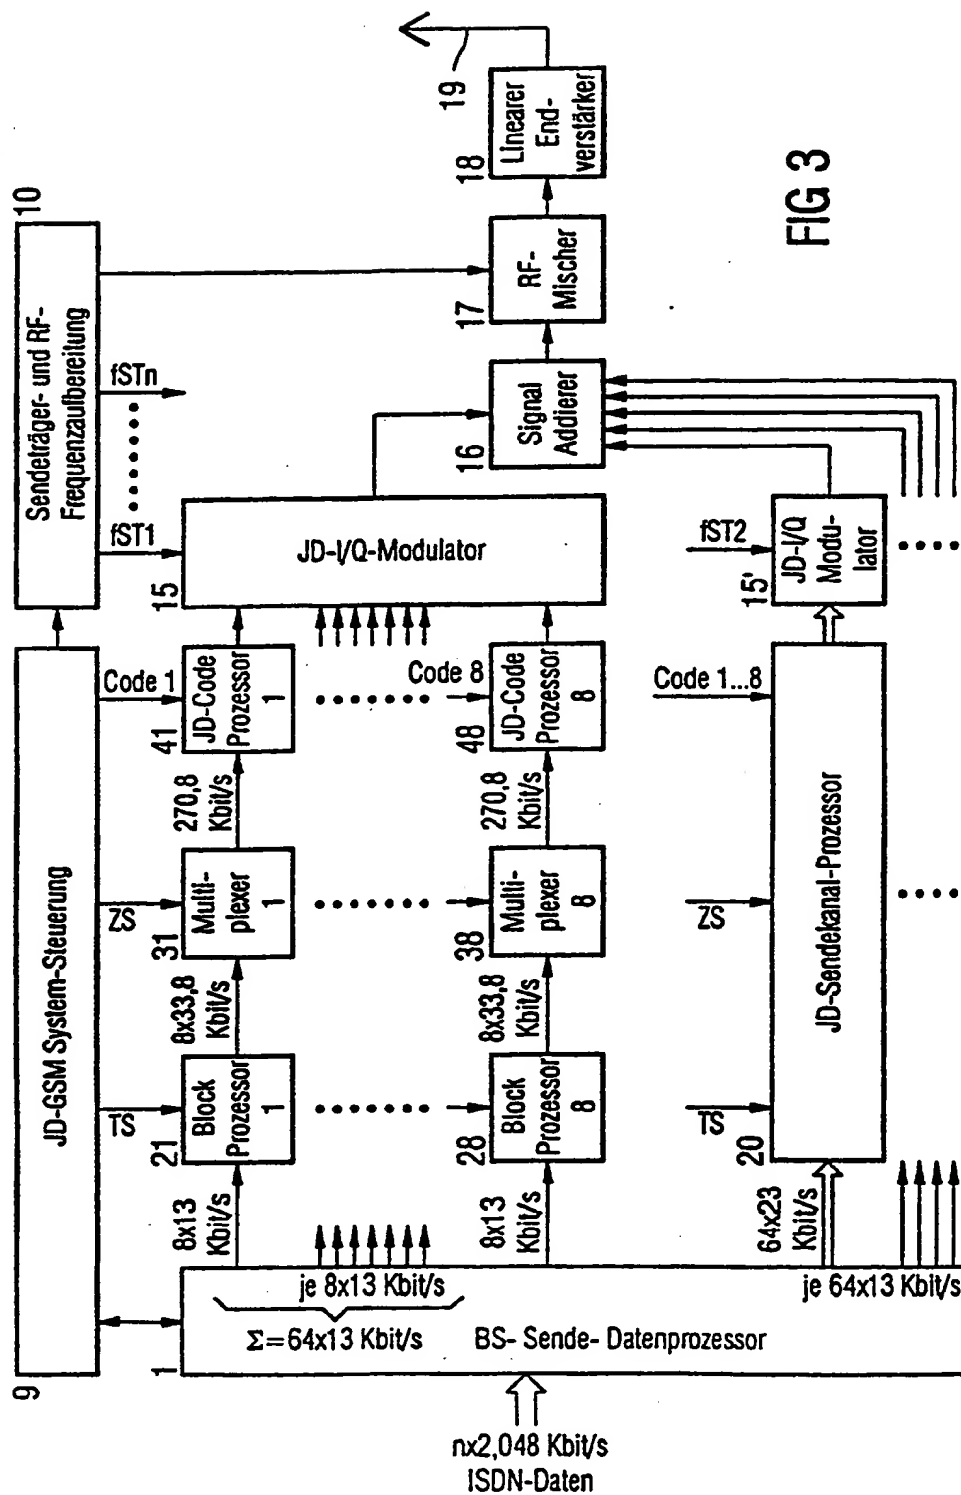 9
JD-GSM System-Steuerung
10
Sendeträger- und RF-
Frequenzaufbereitung
TS
ZS
Code 1
fST1
fSTn
1
BS- Sende- Datenprozessor
nx2,048 Kbit/s
ISDN-Daten
je 8x13 Kbit/s
Σ=64x13 Kbit/s
je 64x13 Kbit/s
8x13
Kbit/s
21
Block
Prozessor
1
8x33,8
Kbit/s
31
Multi-
plexer
1
270,8
Kbit/s
41
JD-Code
Prozessor
1
15
JD-I/Q-Modulator
8x13
Kbit/s
28
Block
Prozessor
8
8x33,8
Kbit/s
38
Multi-
plexer
8
270,8
Kbit/s
Code 8
48
JD-Code
Prozessor
8
16
Signal
Addierer
17
RF-
Mischer
18
Linearer
End-
verstärker
19
64x23
Kbit/s
20
TS
ZS
Code 1...8
JD-Sendekanal-Prozessor
fST2
15'
JD-I/Q
Modu-
lator
FIG 3